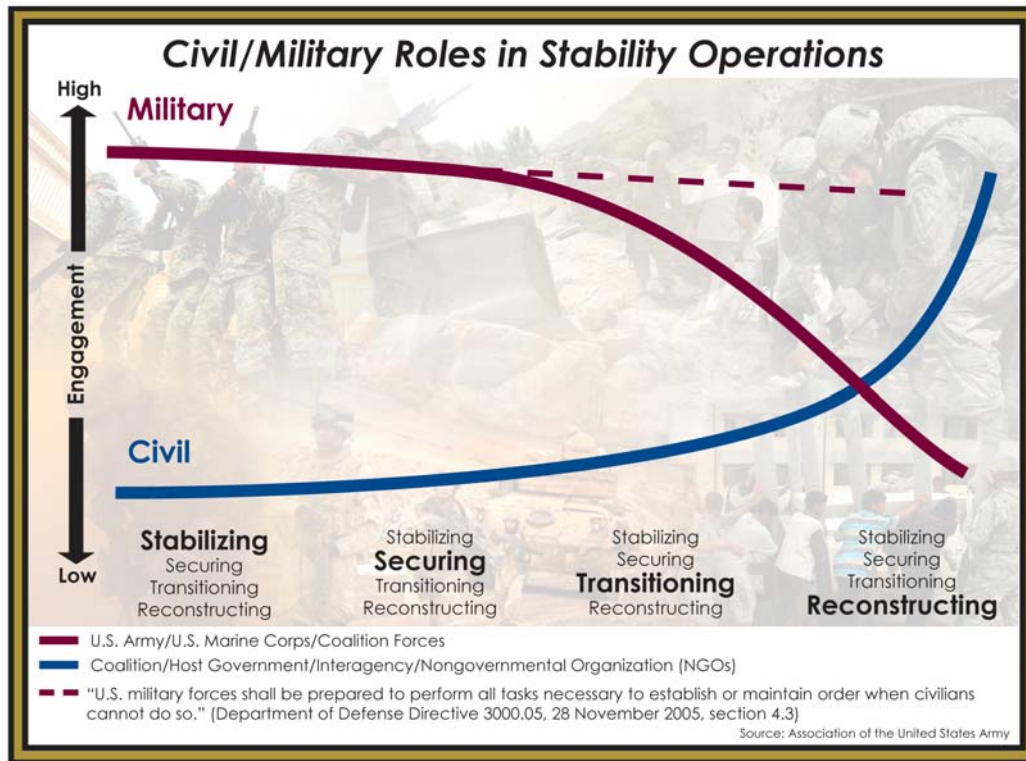 Civil/Military Roles in Stability Operations
High
Military
Engagement
Civil
Low
Stabilizing
Securing
Transitioning
Reconstructing
Stabilizing
Securing
Transitioning
Reconstructing
Stabilizing
Securing
Transitioning
Reconstructing
Stabilizing
Securing
Transitioning
Reconstructing
U.S. Army/U.S. Marine Corps/Coalition Forces
Coalition/Host Government/Interagency/Nongovernmental Organization (NGOs)
“U.S. military forces shall be prepared to perform all tasks necessary to establish or maintain order when civilians
cannot do so.” (Department of Defense Directive 3000.05, 28 November 2005, section 4.3)
Source: Association of the United States Army